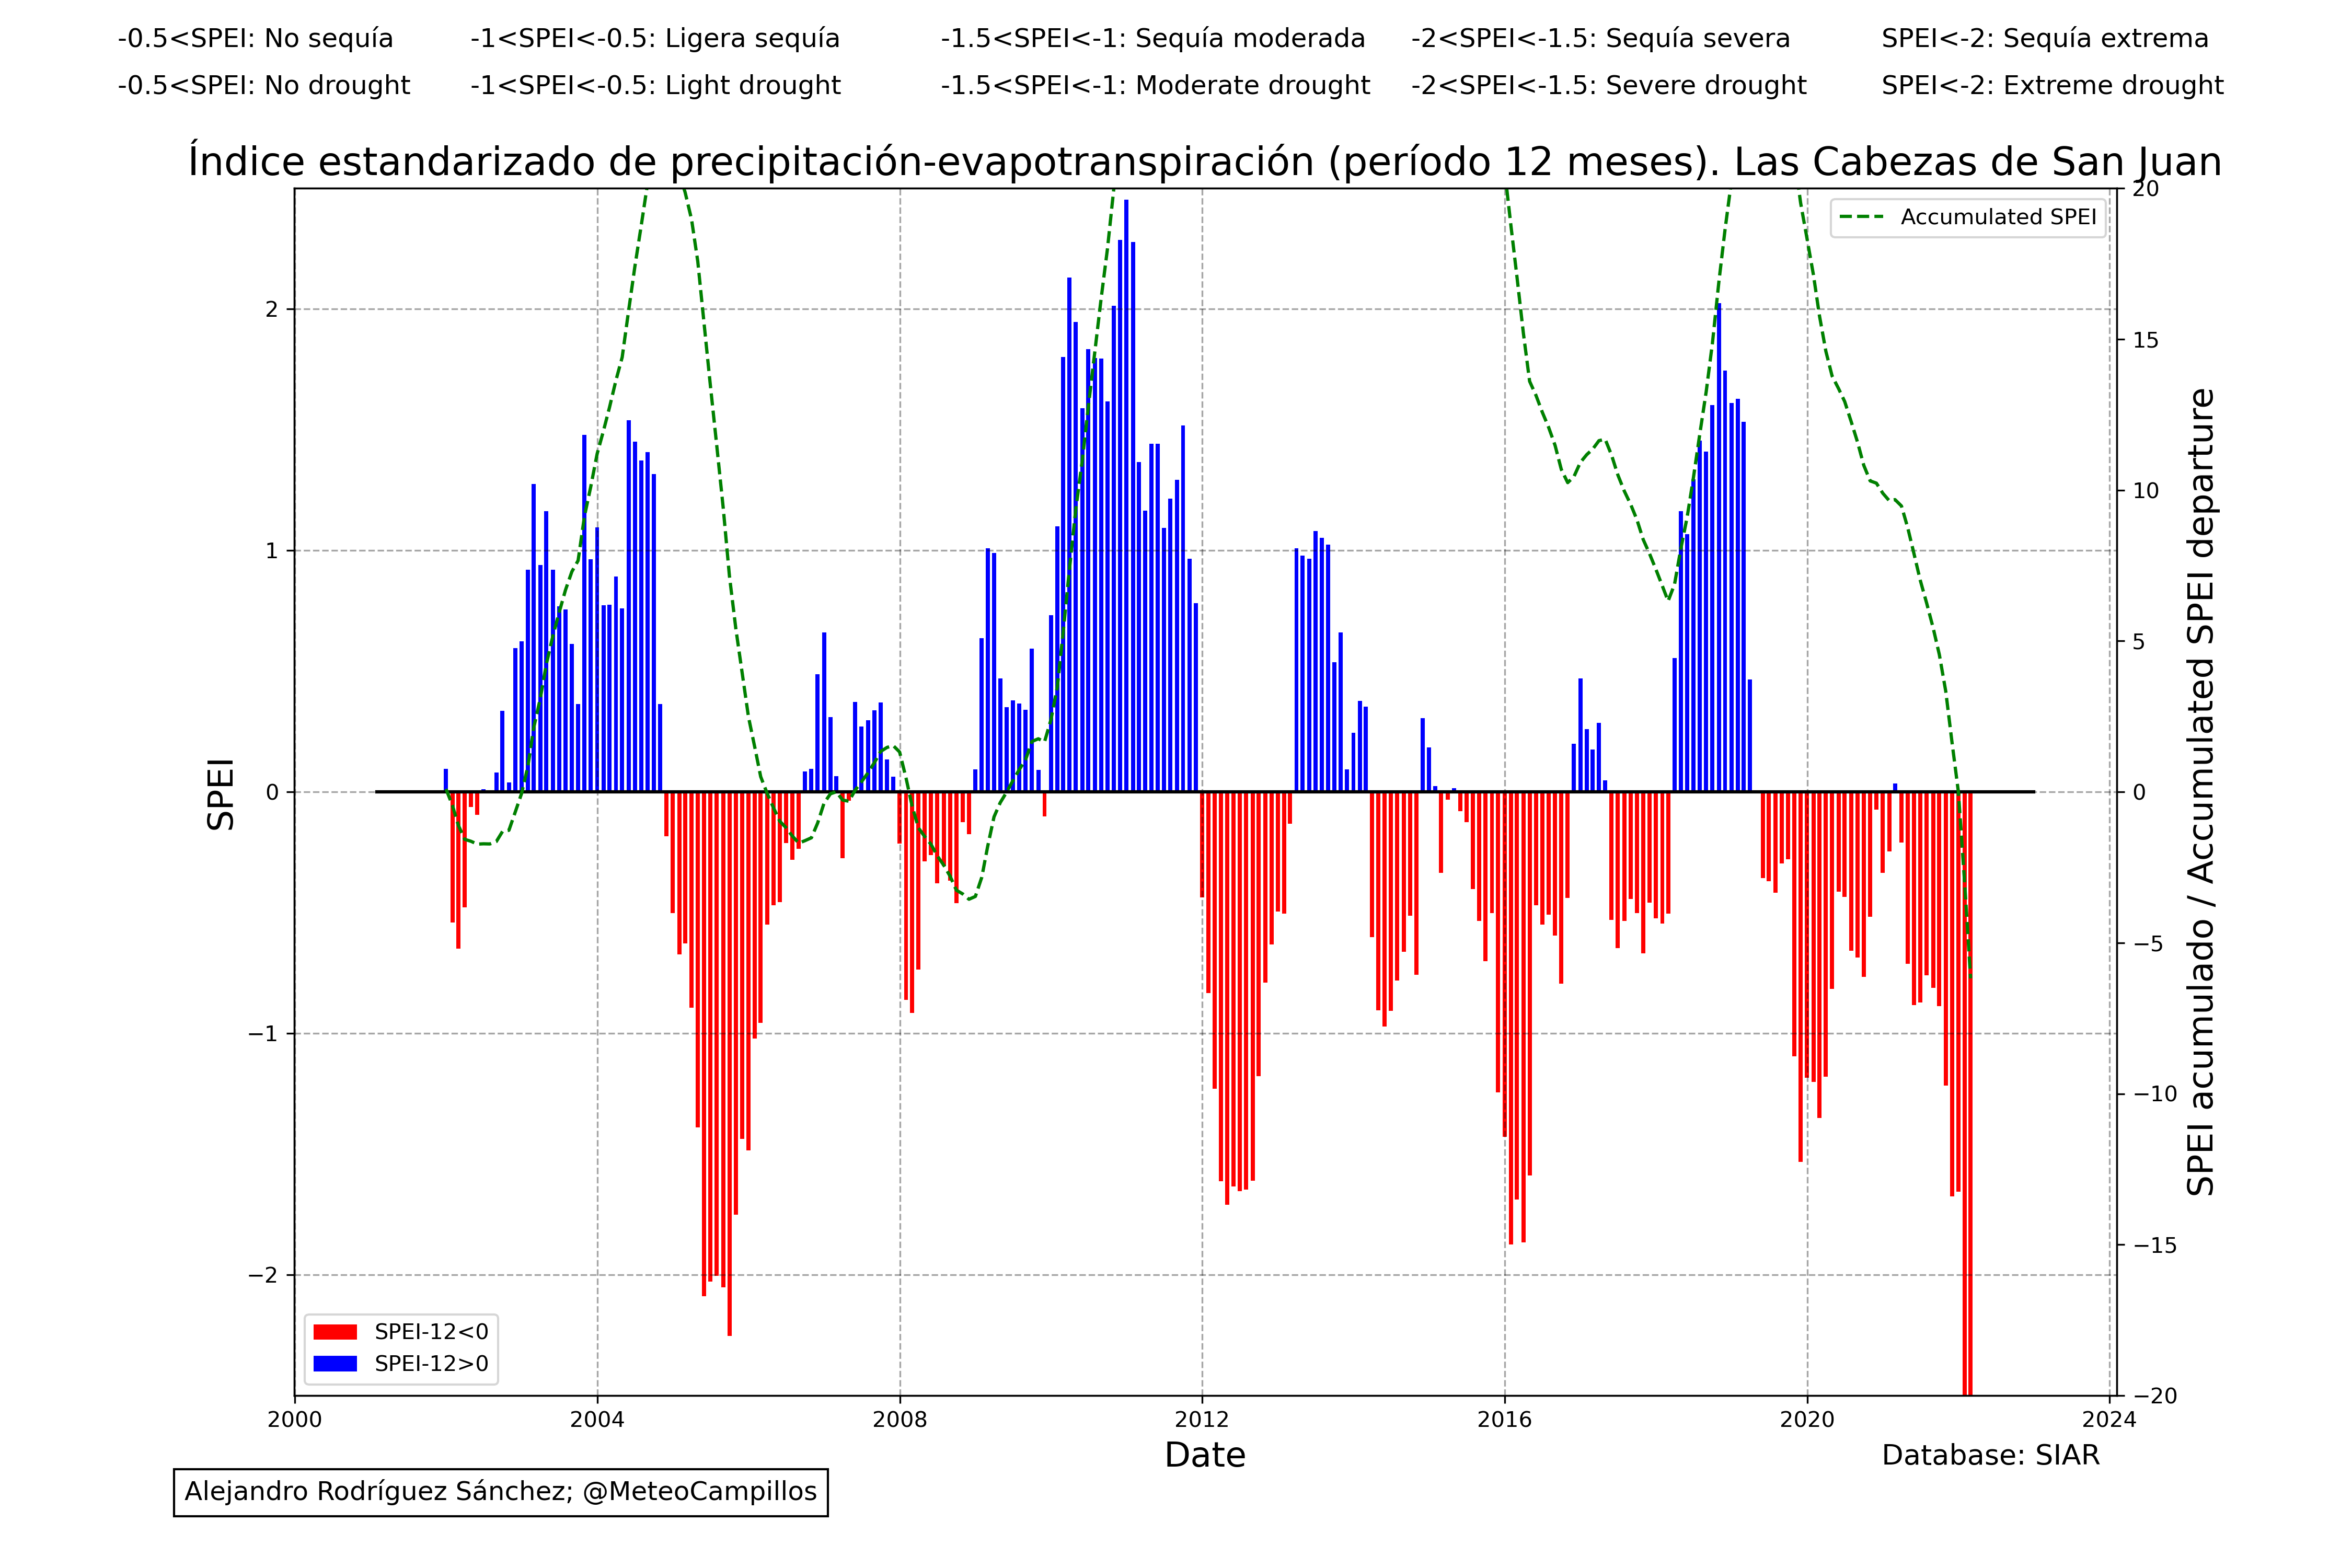 -0.5<SPEI: No sequía -1<SPEI<-0.5: Ligera sequía -1.5<SPEI<-1: Sequía moderada -2<SPEI<-1.5: Sequía severa SPEI<-2: Sequía extrema
-0.5<SPEI: No drought -1<SPEI<-0.5: Light drought -1.5<SPEI<-1: Moderate drought -2<SPEI<-1.5: Severe drought SPEI<-2: Extreme drought
Índice estandarizado de precipitación-evapotranspiración (período 12 meses). Las Cabezas de San Juan
Accumulated SPEI
SPEI
2
1
0
−1
−2
20
15
10
5
0
−5
−10
−15
−20
SPEI acumulado / Accumulated SPEI departure
SPEI-12<0
SPEI-12>0
2000 2004 2008 2012 2016 2020 2024
Date
Database: SIAR
Alejandro Rodríguez Sánchez; @MeteoCampillos